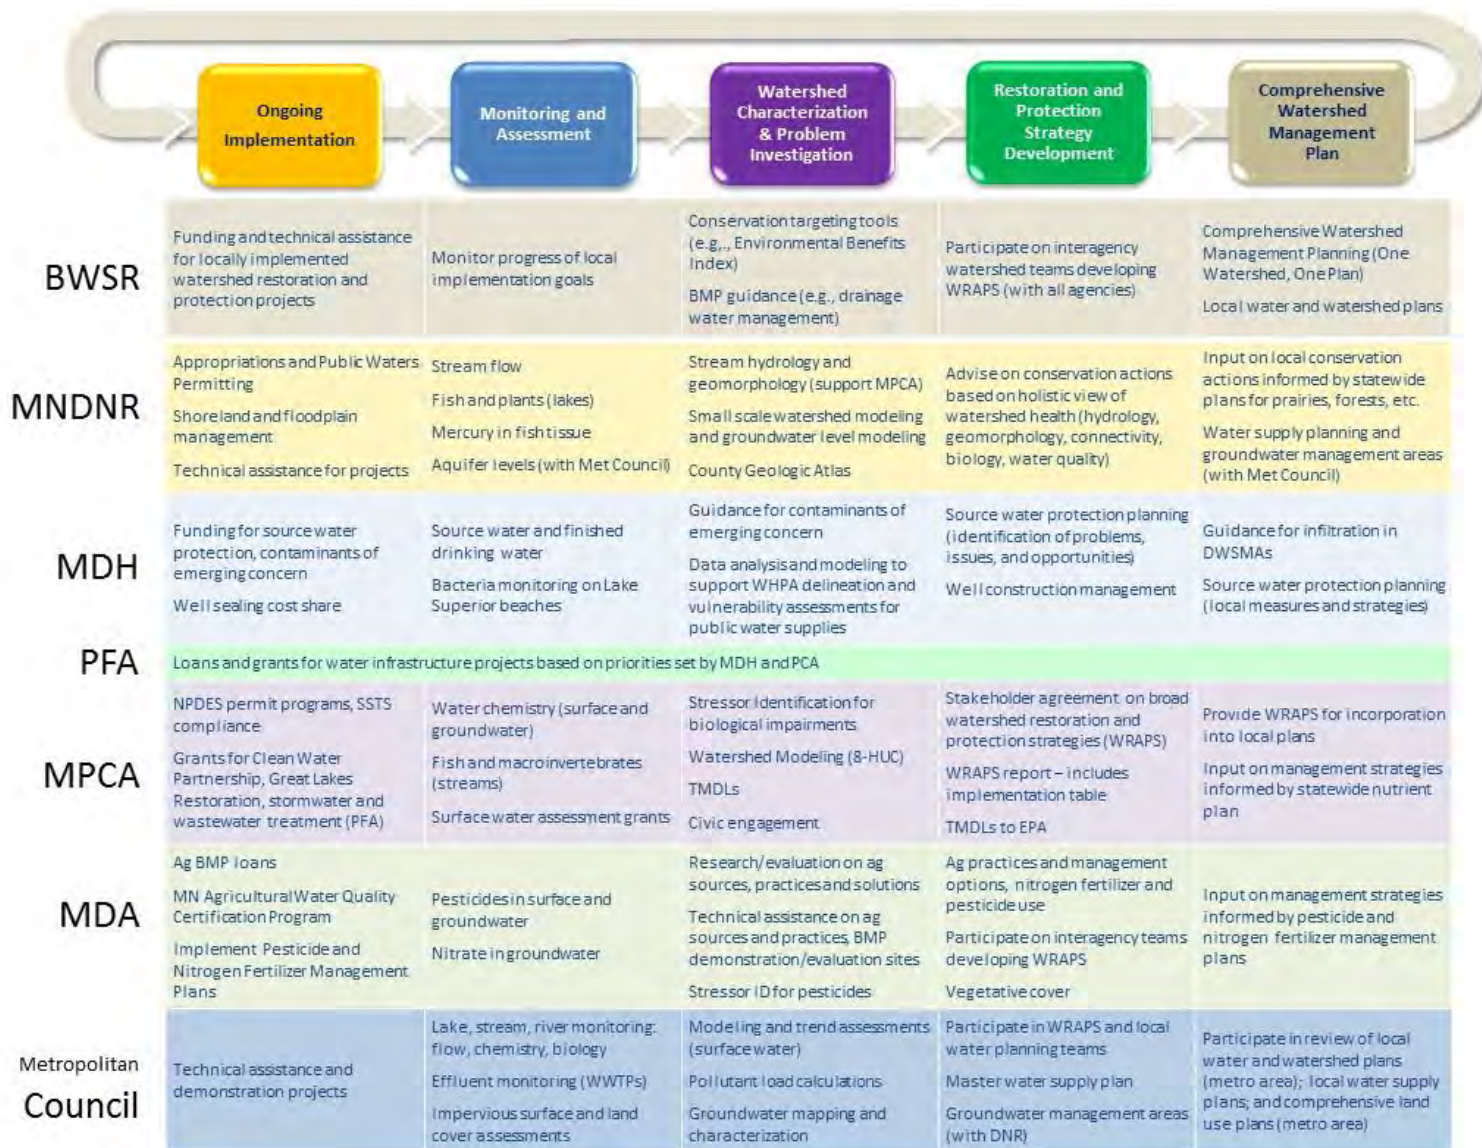 Ongoing
Implementation
Monitoring and
Assessment
Watershed
Characterization
& Problem
Investigation
Restoration and
Protection
Strategy
Development
Comprehensive
Watershed
Management
Plan
BWSR
Funding and technical assistance
for locally implemented
watershed restoration and
protection projects
Monitor progress of local
implementation goals
Conservation targeting tools
(e.g,., Environmental Benefits
Index)
BMP guidance (e.g., drainage
water management)
Participate on interagency
watershed teams developing
WRAPS (with all agencies)
Comprehensive Watershed
Management Planning (One
Watershed, One Plan)
Local water and watershed plans
MNDNR
Appropriations and Public Waters
Permitting
Shoreland and floodplain
management
Technical assistance for projects
Stream flow
Fish and plants (lakes)
Mercury in fish tissue
Aquifer levels (with Met Council)
Stream hydrology and
geomorphology (support MPCA)
Small scale watershed modeling
and groundwater level modeling
County Geologic Atlas
Advise on conservation actions
based on holistic view of
watershed health (hydrology,
geomorphology, connectivity,
biology, water quality)
Input on local conservation
actions informed by statewide
plans for prairies, forests, etc.
Water supply planning and
groundwater management areas
(with Met Council)
MDH
Funding for source water
protection, contaminants of
emerging concern
Well sealing cost share
Source water and finished
drinking water
Bacteria monitoring on Lake
Superior beaches
Guidance for contaminants of
emerging concern
Data analysis and modeling to
support WHPA delineation and
vulnerability assessments for
public water supplies
Source water protection planning
(identification of problems,
issues, and opportunities)
Well construction management
Guidance for infiltration in
DWSMAs
Source water protection planning
(local measures and strategies)
PFA
Loans and grants for water infrastructure projects based on priorities set by MDH and PCA
MPCA
NPDES permit programs, SSTS
compliance
Grants for Clean Water
Partnership, Great Lakes
Restoration, stormwater and
wastewater treatment (PFA)
Water chemistry (surface and
groundwater)
Fish and macroinvertebrates
(streams)
Surface water assessment grants
Stressor Identification for
biological impairments
Watershed Modeling (8-HUC)
TMDLs
Civic engagement
Stakeholder agreement on broad
watershed restoration and
protection strategies (WRAPS)
WRAPS report – includes
implementation table
TMDLs to EPA
Provide WRAPS for incorporation
into local plans
Input on management strategies
informed by statewide nutrient
plan
MDA
Ag BMP loans
MN Agricultural Water Quality
Certification Program
Implement Pesticide and
Nitrogen Fertilizer Management
Plans
Pesticides in surface and
groundwater
Nitrate in groundwater
Research/evaluation on ag
sources, practices and solutions
Technical assistance on ag
sources and practices, BMP
demonstration/evaluation sites
Stressor ID for pesticides
Ag practices and management
options, nitrogen fertilizer and
pesticide use
Participate on interagency teams
developing WRAPS
Vegetative cover
Input on management strategies
informed by pesticide and
nitrogen fertilizer management
plans
Metropolitan
Council
Technical assistance and
demonstration projects
Lake, stream, river monitoring:
flow, chemistry, biology
Effluent monitoring (WWTPs)
Impervious surface and land
cover assessments
Modeling and trend assessments
(surface water)
Pollutant load calculations
Groundwater mapping and
characterization
Participate in WRAPS and local
water planning teams
Master water supply plan
Groundwater management areas
(with DNR)
Participate in review of local
water and watershed plans
(metro area); local water supply
plans; and comprehensive land
use plans (metro area)